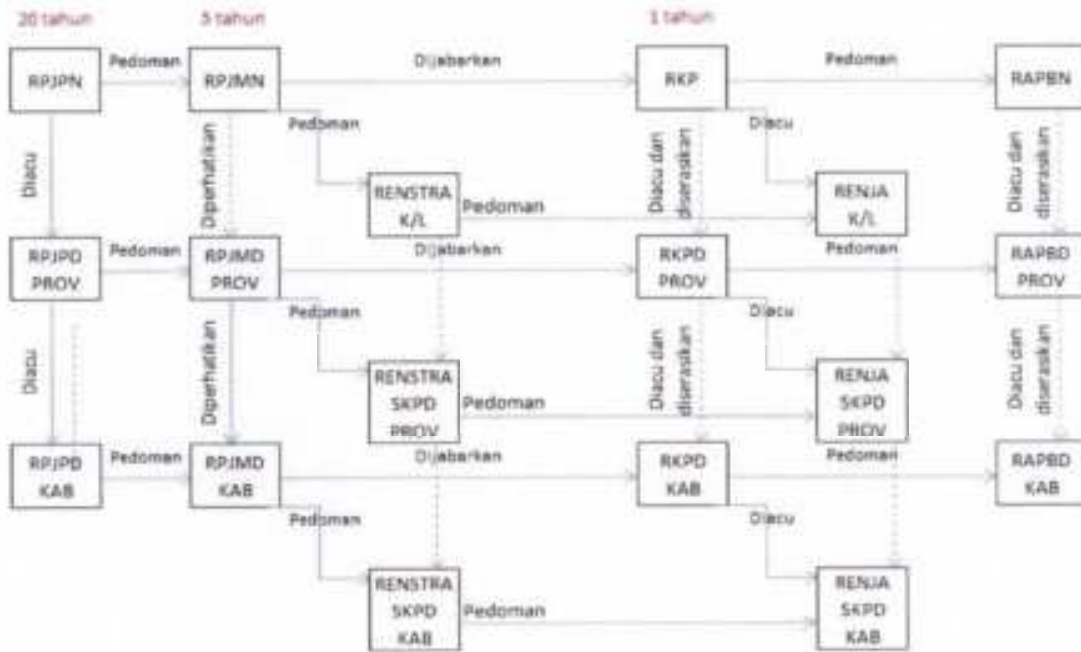 20 tahun
5 tahun
1 tahun
Pedoman
Dijabarkan
Pedoman
RPJPN
RPJMN
RKP
RAPBN
Pedoman
Diacu
Diacu
Diperhatikan
Diacu dan
diserasikan
Diacu dan
diserasikan
RENSTRA
K/L
Pedoman
RENJA
K/L
Pedoman
Dijabarkan
Pedoman
RPJPD
PROV
RPJMD
PROV
RKPD
PROV
RAPBD
PROV
Pedoman
Diacu
Diacu
Diperhatikan
Diacu dan
diserasikan
Diacu dan
diserasikan
RENSTRA
SKPD
PROV
Pedoman
RENJA
SKPD
PROV
Pedoman
Dijabarkan
Pedoman
RPJPD
KAB
RPJMD
KAB
RKPD
KAB
RAPBD
KAB
Pedoman
Diacu
RENSTRA
SKPD
KAB
Pedoman
RENJA
SKPD
KAB